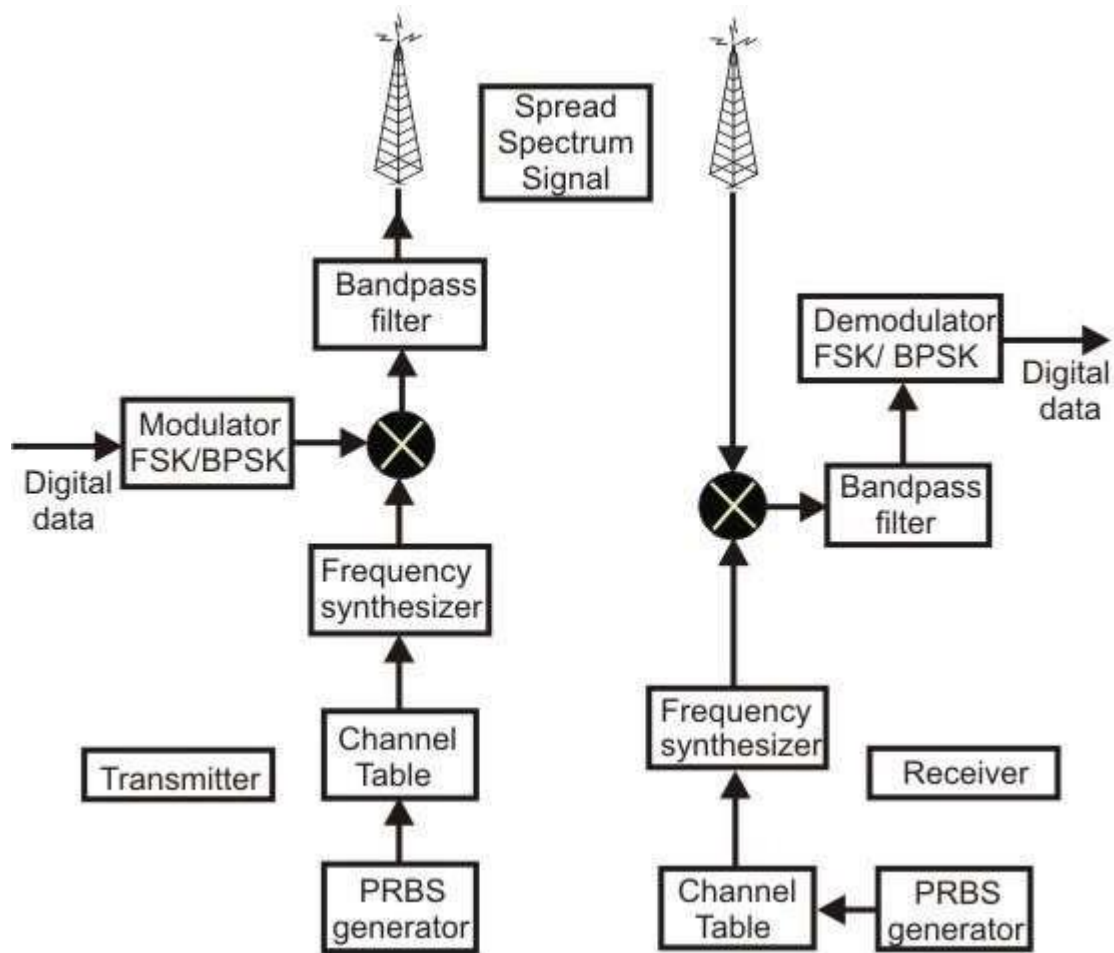 Spread
Spectrum
Signal
Bandpass
filter
Modulator
FSK/BPSK
Digital
data
Frequency
synthesizer
Channel
Table
PRBS
generator
Transmitter
Demodulator
FSK/ BPSK
Digital
data
Bandpass
filter
Frequency
synthesizer
Receiver
Channel
Table
PRBS
generator